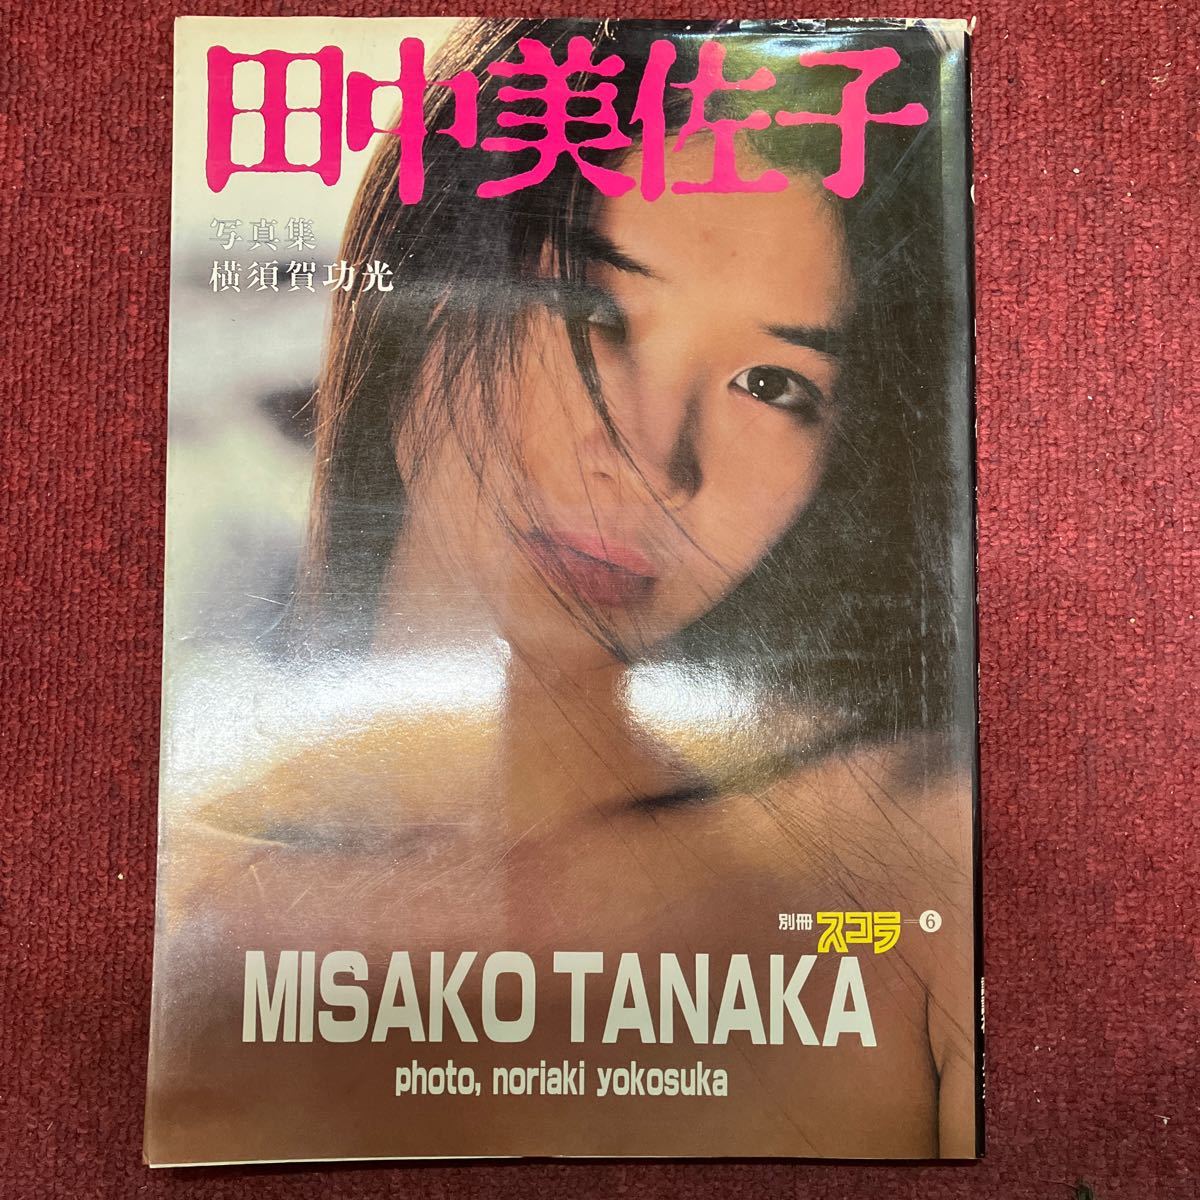 田中美佐子
写真集
横須賀功光
別冊スコラ=6
MISAKO TANAKA
photo, noriaki yokosuka